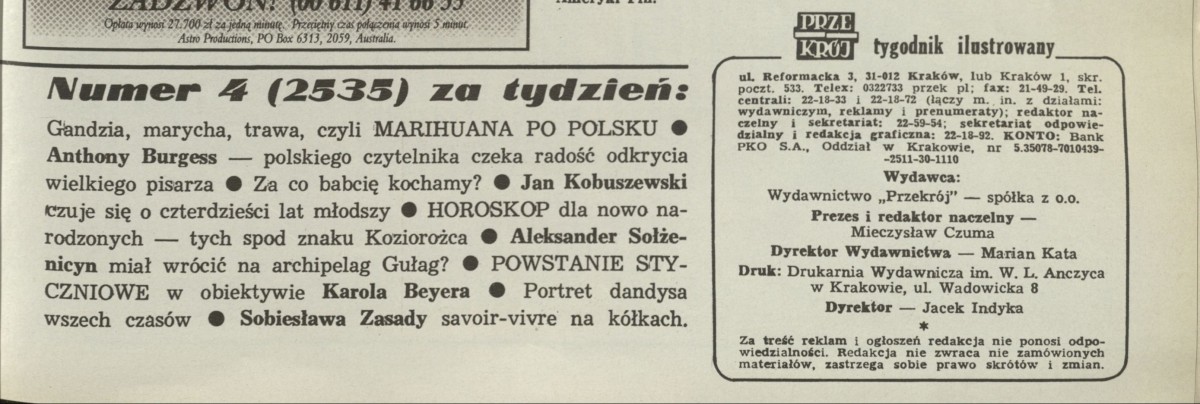 ZADZWOŃ! (00 611) 41 66 55
Opłata wynosi 27.700 zł za jedną minutę. Przeciętny czas połączenia wynosi 5 minut.
Astro Productions, PO Box 6313, 2059, Australia.
Numer 4 (2535) za tydzień:
Gandzia, marycha, trawa, czyli MARIHUANA PO POLSKU ●
Anthony Burgess — polskiego czytelnika czeka radość odkrycia
wielkiego pisarza ● Za co babcię kochamy? ● Jan Kobuszewski
czuje się o czterdzieści lat młodszy ● HOROSKOP dla nowo na-
rodzonych — tych spod znaku Koziorożca ● Aleksander Sołże-
nicyn miał wrócić na archipelag Gułag? ● POWSTANIE STY-
CZNIOWE w obiektywie Karola Beyera ● Portret dandysa
wszech czasów ● Sobiesława Zasady savoir-vivre na kółkach.
PRZE
KRÓJ tygodnik ilustrowany
ul. Reformacka 3, 31-012 Kraków, lub Kraków 1, skr.
poczt. 533. Telex: 0322733 przek pl; fax: 21-49-29. Tel.
centrali: 22-18-33 i 22-18-72 (łączy m. in. z działami:
wydawniczym, reklamy i prenumeraty); redaktor na-
czelny i sekretariat: 22-59-54; sekretariat odpowie-
dzialny i redakcja graficzna: 22-18-92. KONTO: Bank
PKO S.A., Oddział w Krakowie, nr 5.35078-7010439-
-2511-30-1110
Wydawca:
Wydawnictwo „Przekrój" — spółka z o.o.
Prezes i redaktor naczelny —
Mieczysław Czuma
Dyrektor Wydawnictwa — Marian Kata
Druk: Drukarnia Wydawnicza im. W. L. Anczyca
w Krakowie, ul. Wadowicka 8
Dyrektor — Jacek Indyka
*
Za treść reklam i ogłoszeń redakcja nie ponosi odpo-
wiedzialności. Redakcja nie zwraca nie zamówionych
materiałów, zastrzega sobie prawo skrótów i zmian.